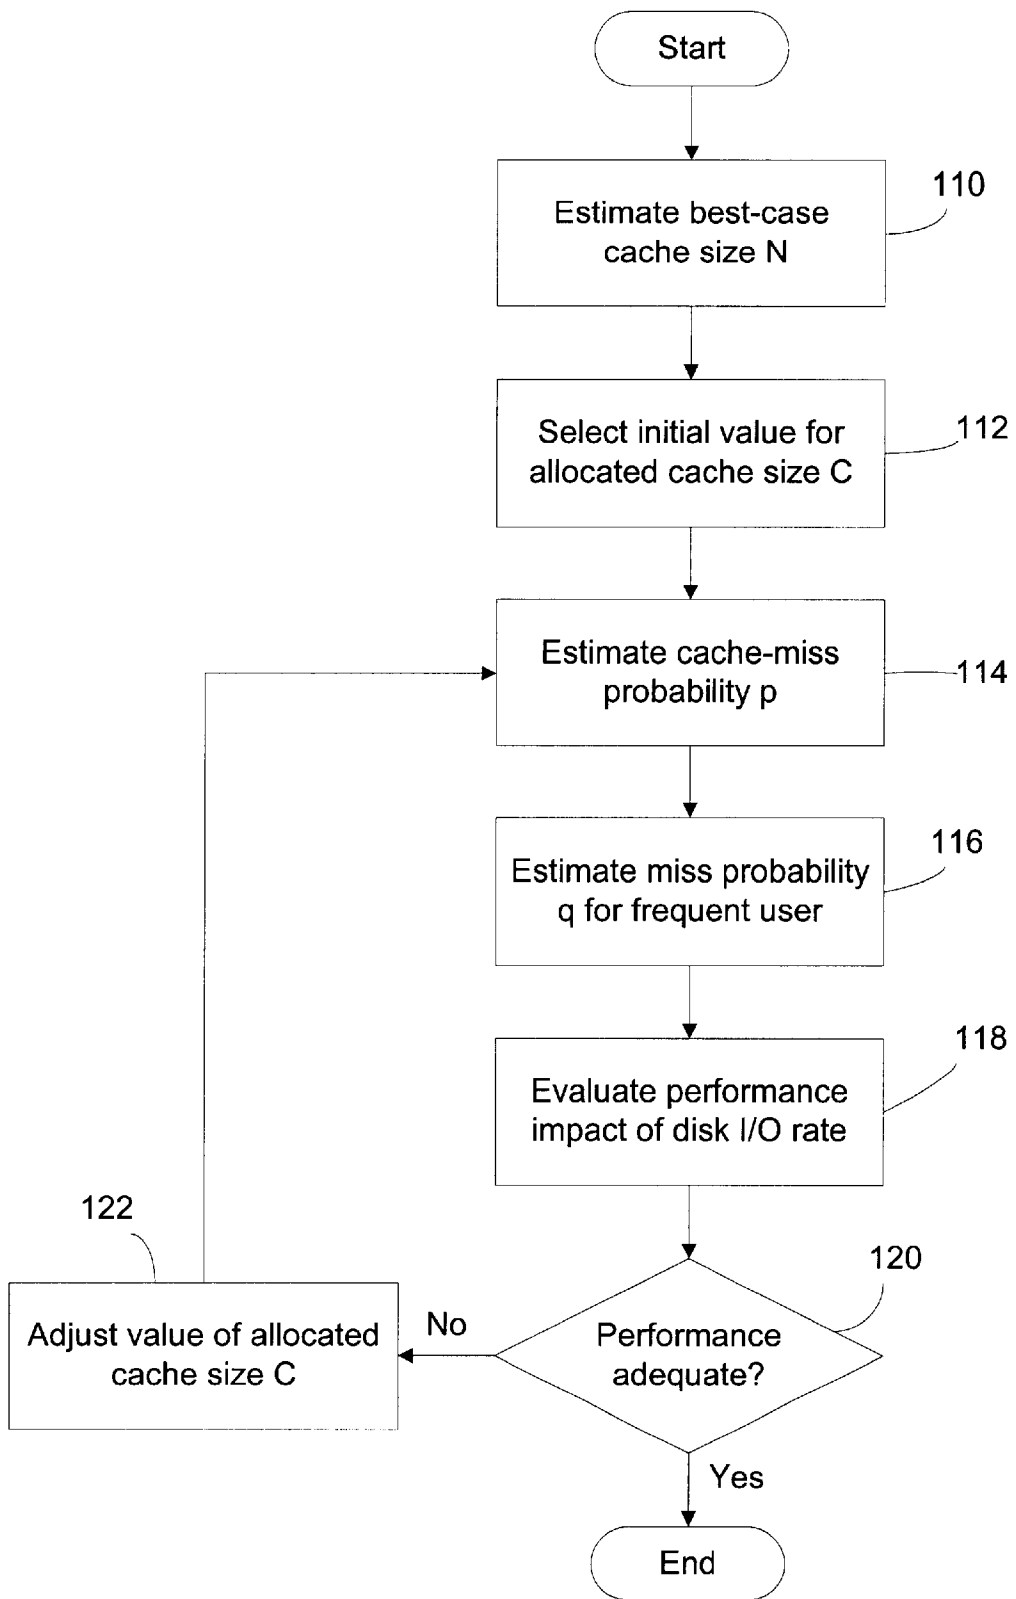 Start
110
Estimate best-case
cache size N
112
Select initial value for
allocated cache size C
Estimate cache-miss
probability p
114
116
Estimate miss probability
q for frequent user
118
Evaluate performance
impact of disk I/O rate
122
120
Adjust value of allocated
cache size C
No
Performance
adequate?
Yes
End